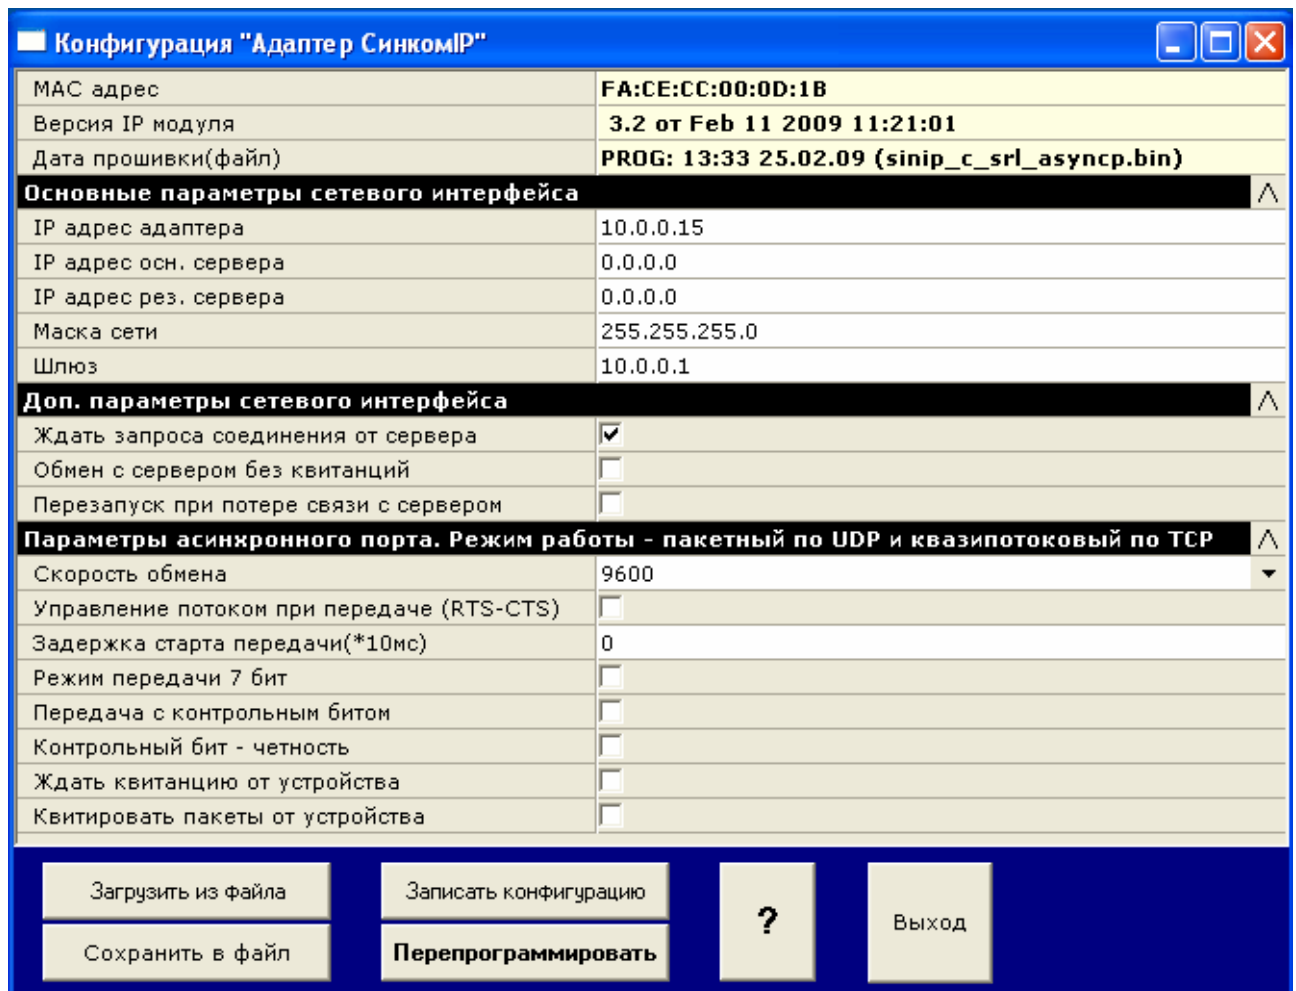 Конфигурация "Адаптер СинкомIP"
MAC адрес FA:CE:CC:00:0D:1B
Версия IP модуля 3.2 от Feb 11 2009 11:21:01
Дата прошивки(файл) PROG: 13:33 25.02.09 (sinip_c_srl_asyncp.bin)
Основные параметры сетевого интерфейса
IP адрес адаптера 10.0.0.15
IP адрес осн. сервера 0.0.0.0
IP адрес рез. сервера 0.0.0.0
Маска сети 255.255.255.0
Шлюз 10.0.0.1
Доп. параметры сетевого интерфейса
Ждать запроса соединения от сервера
Обмен с сервером без квитанций
Перезапуск при потере связи с сервером
Параметры асинхронного порта. Режим работы - пакетный по UDP и квазипотоковый по TCP
Скорость обмена 9600
Управление потоком при передаче (RTS-CTS)
Задержка старта передачи(*10мс) 0
Режим передачи 7 бит
Передача с контрольным битом
Контрольный бит - четность
Ждать квитанцию от устройства
Квитировать пакеты от устройства
Загрузить из файла Записать конфигурацию
? Выход
Сохранить в файл Перепрограммировать